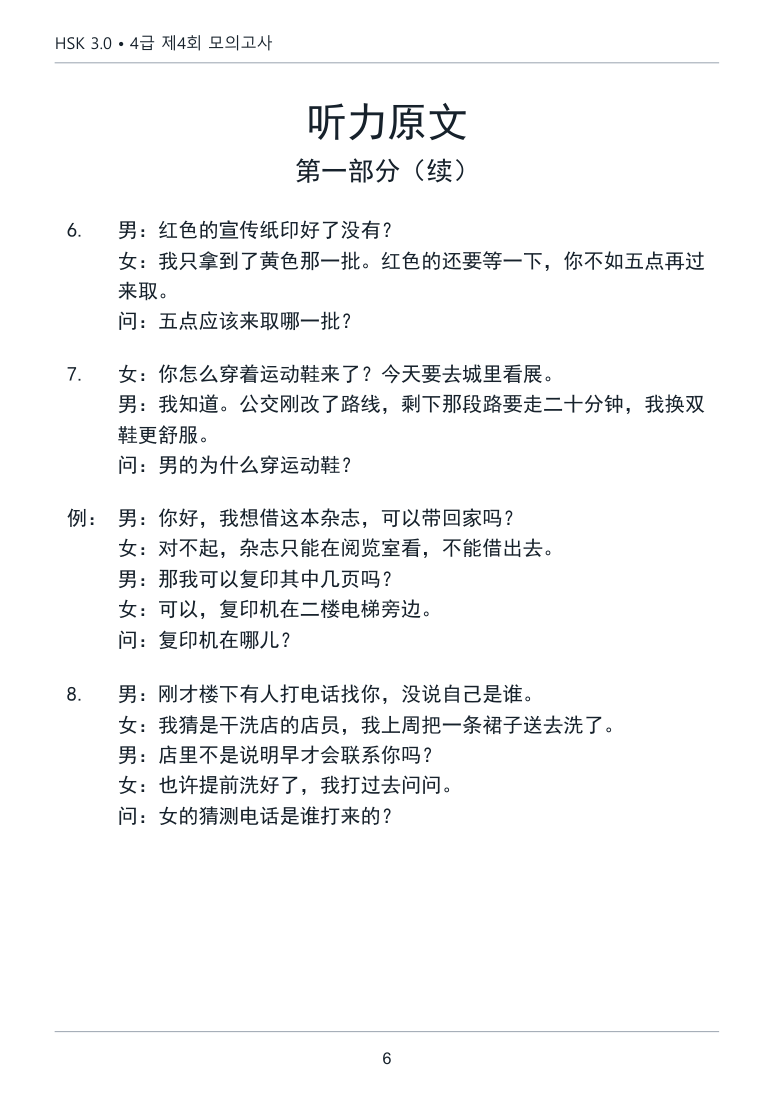 HSK 3.0 • 4급 제4회 모의고사
听力原文
第一部分（续）
6. 男：红色的宣传纸印好了没有？
女：我只拿到了黄色那一批。红色的还要等一下，你不如五点再过
来取。
问：五点应该来取哪一批？
7. 女：你怎么穿着运动鞋来了？今天要去城里看展。
男：我知道。公交刚改了路线，剩下那段路要走二十分钟，我换双
鞋更舒服。
问：男的为什么穿运动鞋？
例： 男：你好，我想借这本杂志，可以带回家吗？
女：对不起，杂志只能在阅览室看，不能借出去。
男：那我可以复印其中几页吗？
女：可以，复印机在二楼电梯旁边。
问：复印机在哪儿？
8. 男：刚才楼下有人打电话找你，没说自己是谁。
女：我猜是干洗店的店员，我上周把一条裙子送去洗了。
男：店里不是说明早才会联系你吗？
女：也许提前洗好了，我打过去问问。
问：女的猜测电话是谁打来的？
6